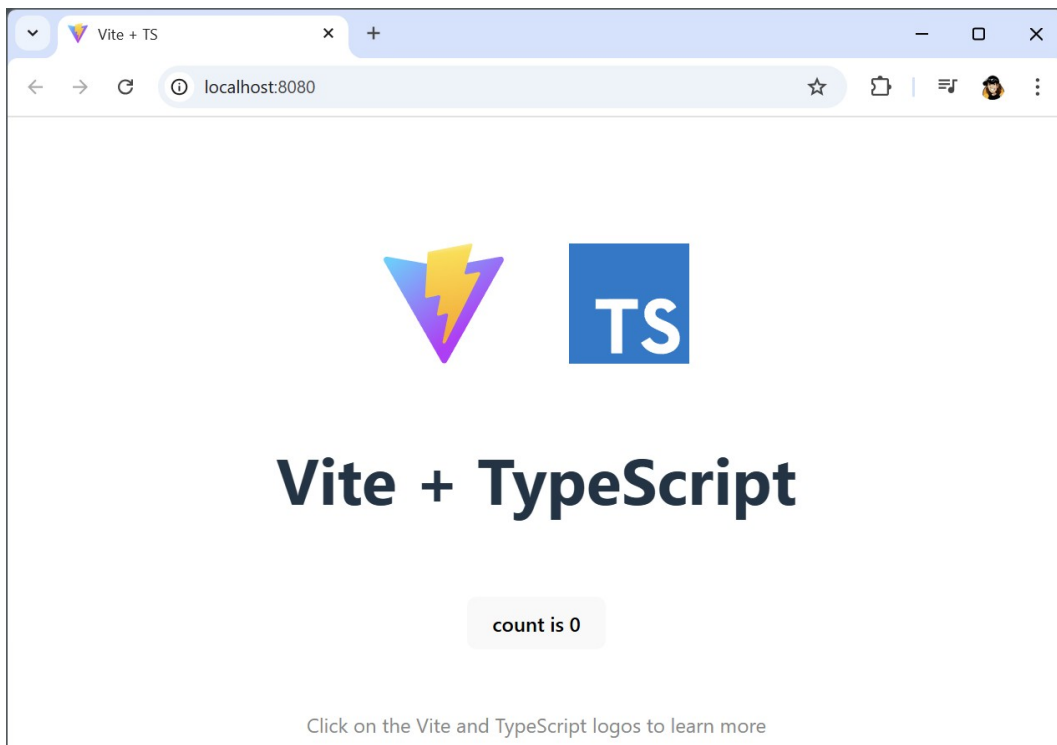 Vite + TS
localhost:8080
TS
Vite + TypeScript
count is 0
Click on the Vite and TypeScript logos to learn more